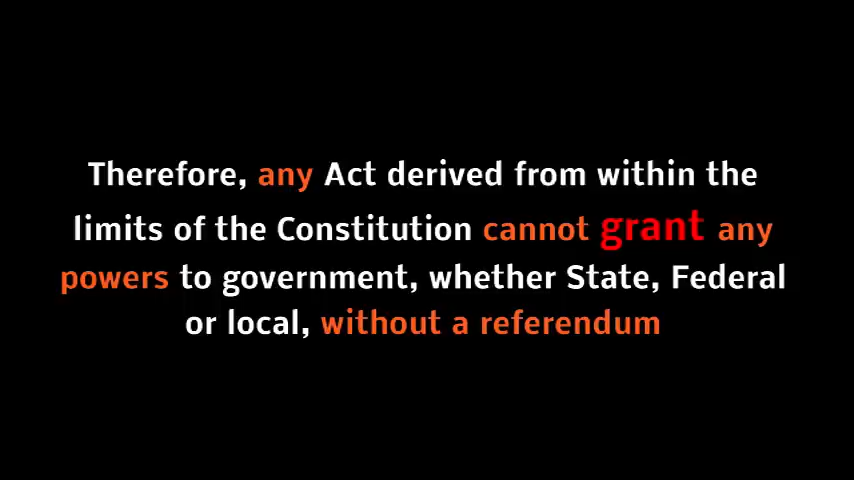 Therefore, any Act derived from within the
limits of the Constitution cannot grant any
powers to government, whether State, Federal
or local, without a referendum